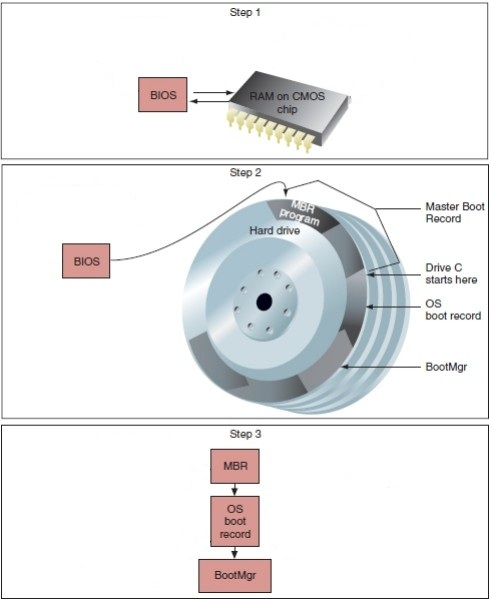 Step 1
BIOS
RAM on CMOS
chip
Step 2
MBR
program
Hard drive
Master Boot
Record
BIOS
Drive C
starts here
OS
boot record
BootMgr
Step 3
MBR
OS
boot
record
BootMgr